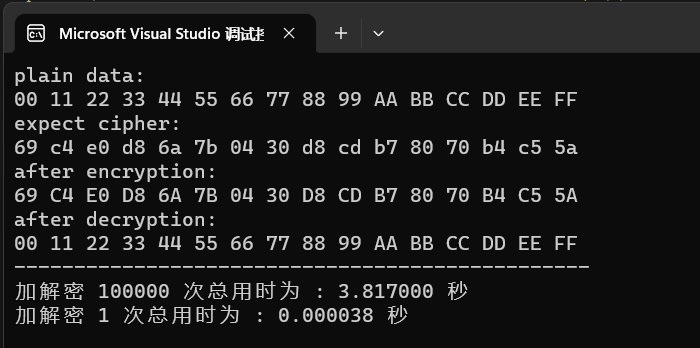 Microsoft Visual Studio 调试控
plain data:
00 11 22 33 44 55 66 77 88 99 AA BB CC DD EE FF
expect cipher:
69 c4 e0 d8 6a 7b 04 30 d8 cd b7 80 70 b4 c5 5a
after encryption:
69 C4 E0 D8 6A 7B 04 30 D8 CD B7 80 70 B4 C5 5A
after decryption:
00 11 22 33 44 55 66 77 88 99 AA BB CC DD EE FF
------------------------------------------------
加解密 100000 次总用时为 : 3.817000 秒
加解密 1 次总用时为 : 0.000038 秒